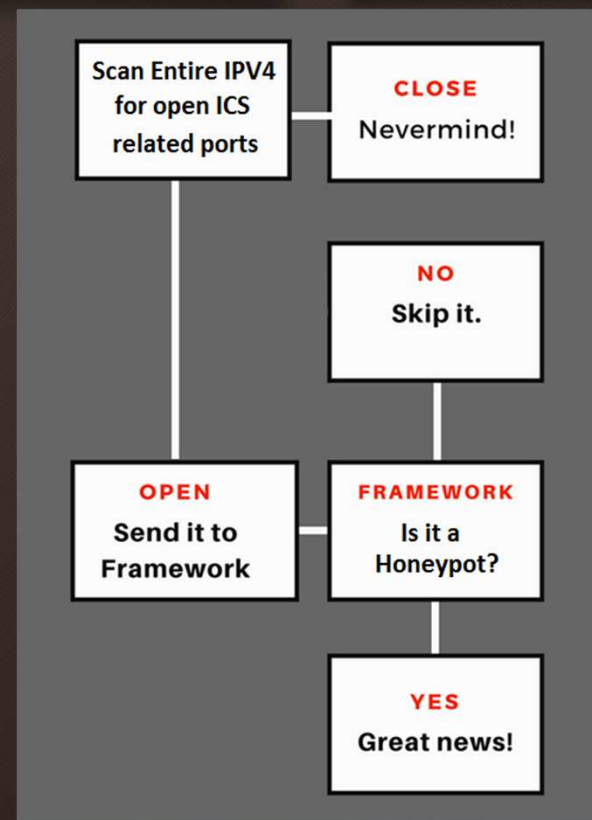 Scan Entire IPV4
for open ICS
related ports
CLOSE
Nevermind!
NO
Skip it.
OPEN
Send it to
Framework
FRAMEWORK
Is it a
Honeypot?
YES
Great news!